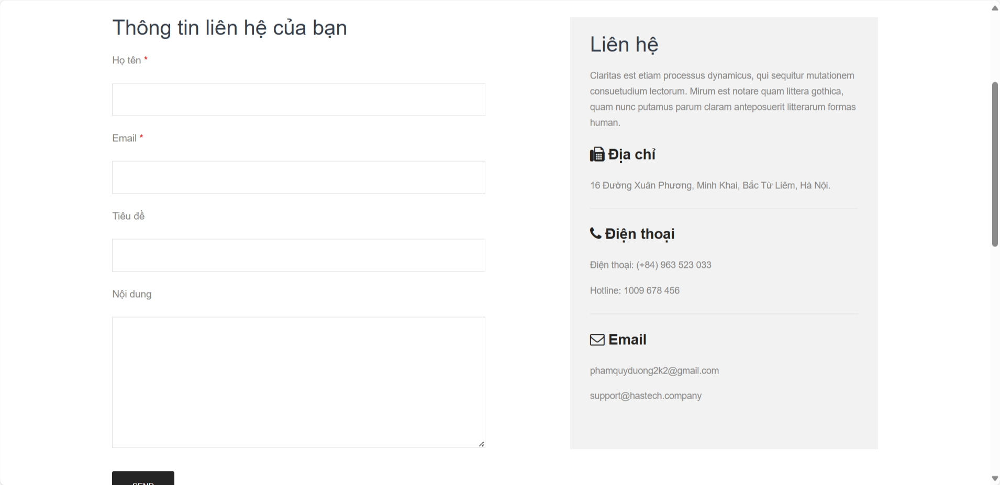 Thông tin liên hệ của bạn
Họ tên *
Email *
Tiêu đề
Nội dung
SEND
Liên hệ
Claritas est etiam processus dynamicus, qui sequitur mutationem
consuetudium lectorum. Mirum est notare quam littera gothica,
quam nunc putamus parum claram anteposuerit litterarum formas
human.
Địa chỉ
16 Đường Xuân Phương, Minh Khai, Bắc Từ Liêm, Hà Nội.
Điện thoại
Điện thoại: (+84) 963 523 033
Hotline: 1009 678 456
Email
phamquyduong2k2@gmail.com
support@hastech.company